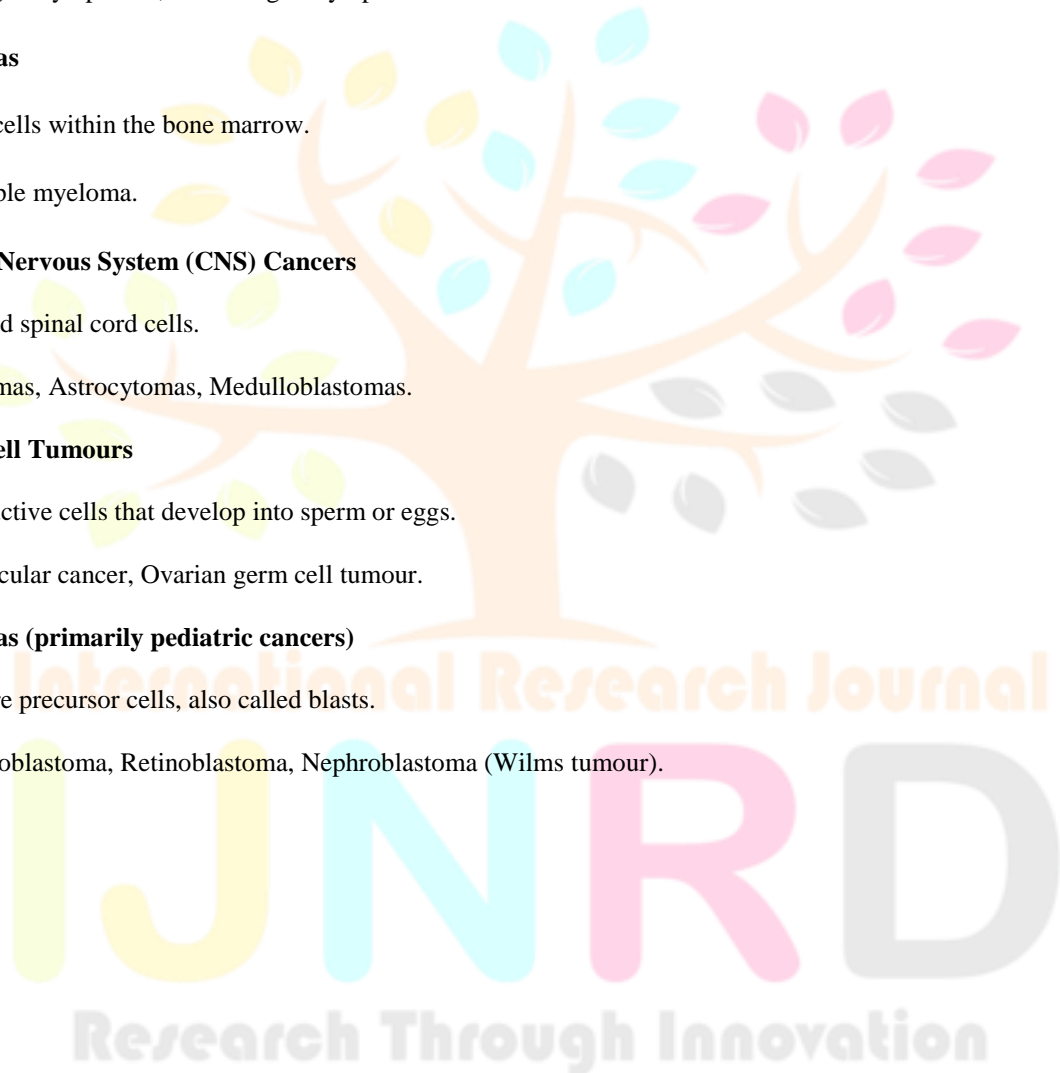 as
cells within the bone marrow.
ple myeloma.
Nervous System (CNS) Cancers
d spinal cord cells.
mas, Astrocytomas, Medulloblastomas.
ell Tumours
ctive cells that develop into sperm or eggs.
cular cancer, Ovarian germ cell tumour.
as (primarily pediatric cancers)
International Research Journal
e precursor cells, also called blasts.
oblastoma, Retinoblastoma, Nephroblastoma (Wilms tumour).
IJNRD
Research Through Innovation